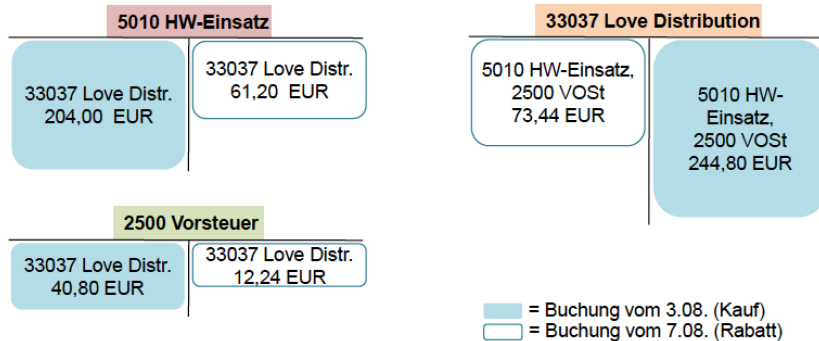 5010 HW-Einsatz
33037 Love Distr.
204,00  EUR
33037 Love Distr.
61,20  EUR
33037 Love Distribution
5010 HW-Einsatz,
2500 VOSt
73,44 EUR
5010 HW-
Einsatz,
2500 VOSt
244,80 EUR
2500 Vorsteuer
33037 Love Distr.
40,80 EUR
33037 Love Distr.
12,24 EUR
= Buchung vom 3.08. (Kauf)
= Buchung vom 7.08. (Rabatt)